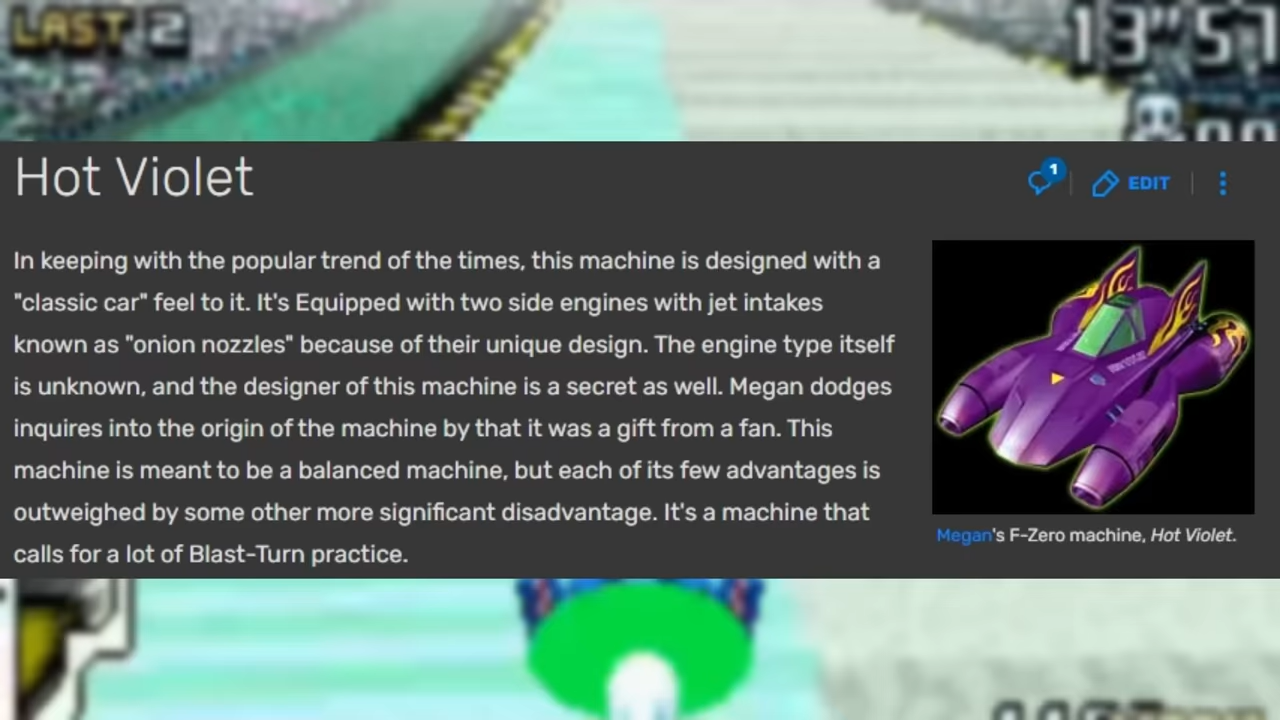 LAST 2
13"57
Hot Violet
1
EDIT
In keeping with the popular trend of the times, this machine is designed with a
"classic car" feel to it. It's Equipped with two side engines with jet intakes
known as "onion nozzles" because of their unique design. The engine type itself
is unknown, and the designer of this machine is a secret as well. Megan dodges
inquires into the origin of the machine by that it was a gift from a fan. This
machine is meant to be a balanced machine, but each of its few advantages is
outweighed by some other more significant disadvantage. It's a machine that
calls for a lot of Blast-Turn practice.
Megan's F-Zero machine, Hot Violet.